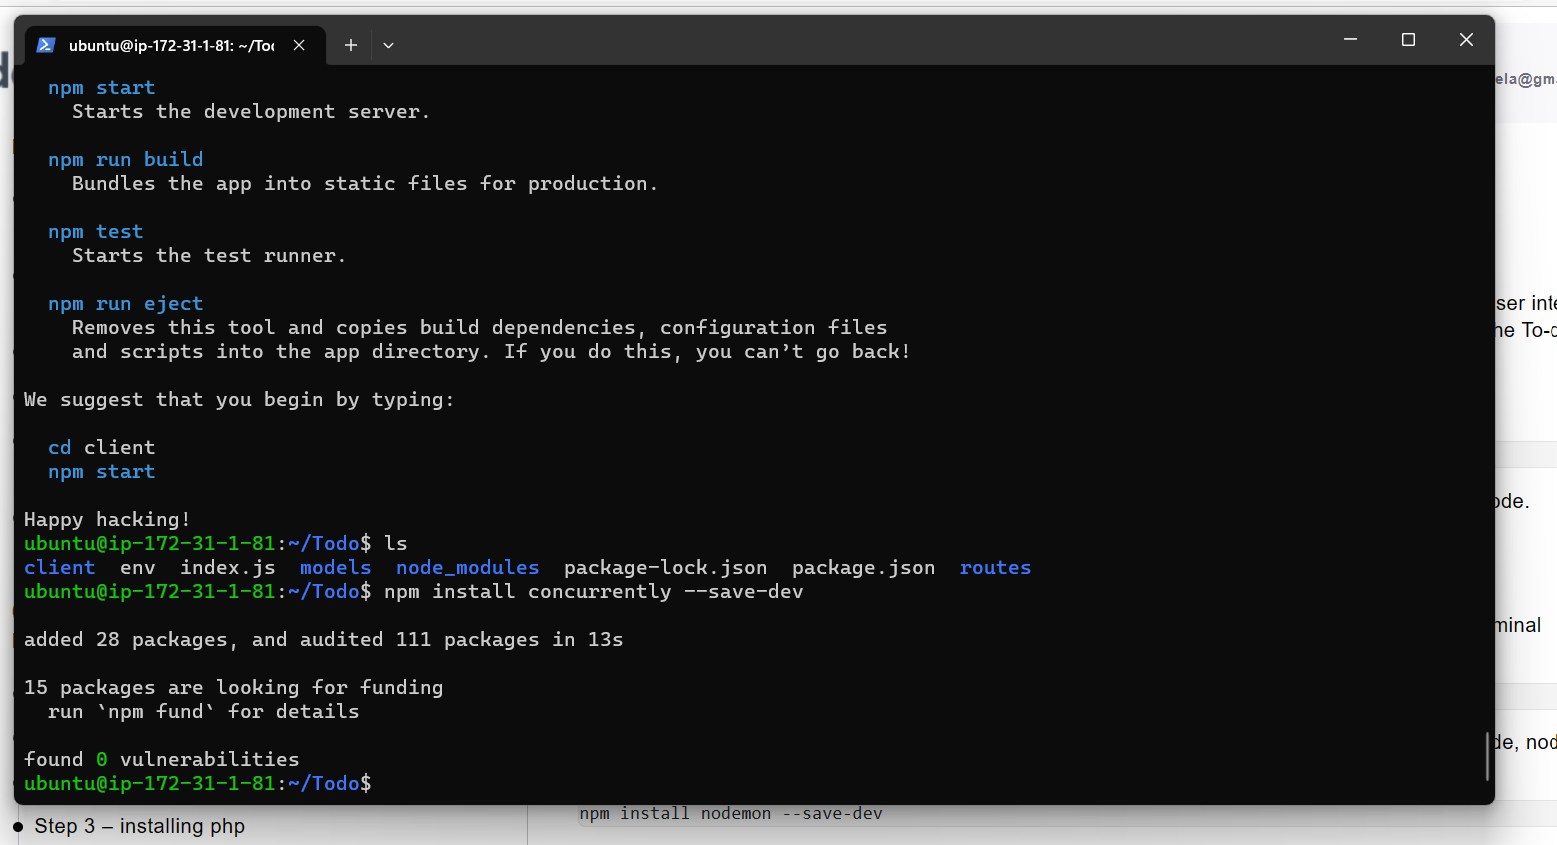 ubuntu@ip-172-31-1-81: ~/Toc
ela@gma
npm start
Starts the development server.
npm run build
Bundles the app into static files for production.
npm test
Starts the test runner.
npm run eject
Removes this tool and copies build dependencies, configuration files
and scripts into the app directory. If you do this, you can’t go back!
We suggest that you begin by typing:
cd client
npm start
Happy hacking!
ubuntu@ip-172-31-1-81:~/Todo$ ls
client env index.js models node_modules package-lock.json package.json routes
ubuntu@ip-172-31-1-81:~/Todo$ npm install concurrently --save-dev
added 28 packages, and audited 111 packages in 13s
15 packages are looking for funding
run `npm fund` for details
found 0 vulnerabilities
ubuntu@ip-172-31-1-81:~/Todo$
ser inte
ne To-d
ode.
minal
de, nod
npm install nodemon --save-dev
Step 3 – installing php